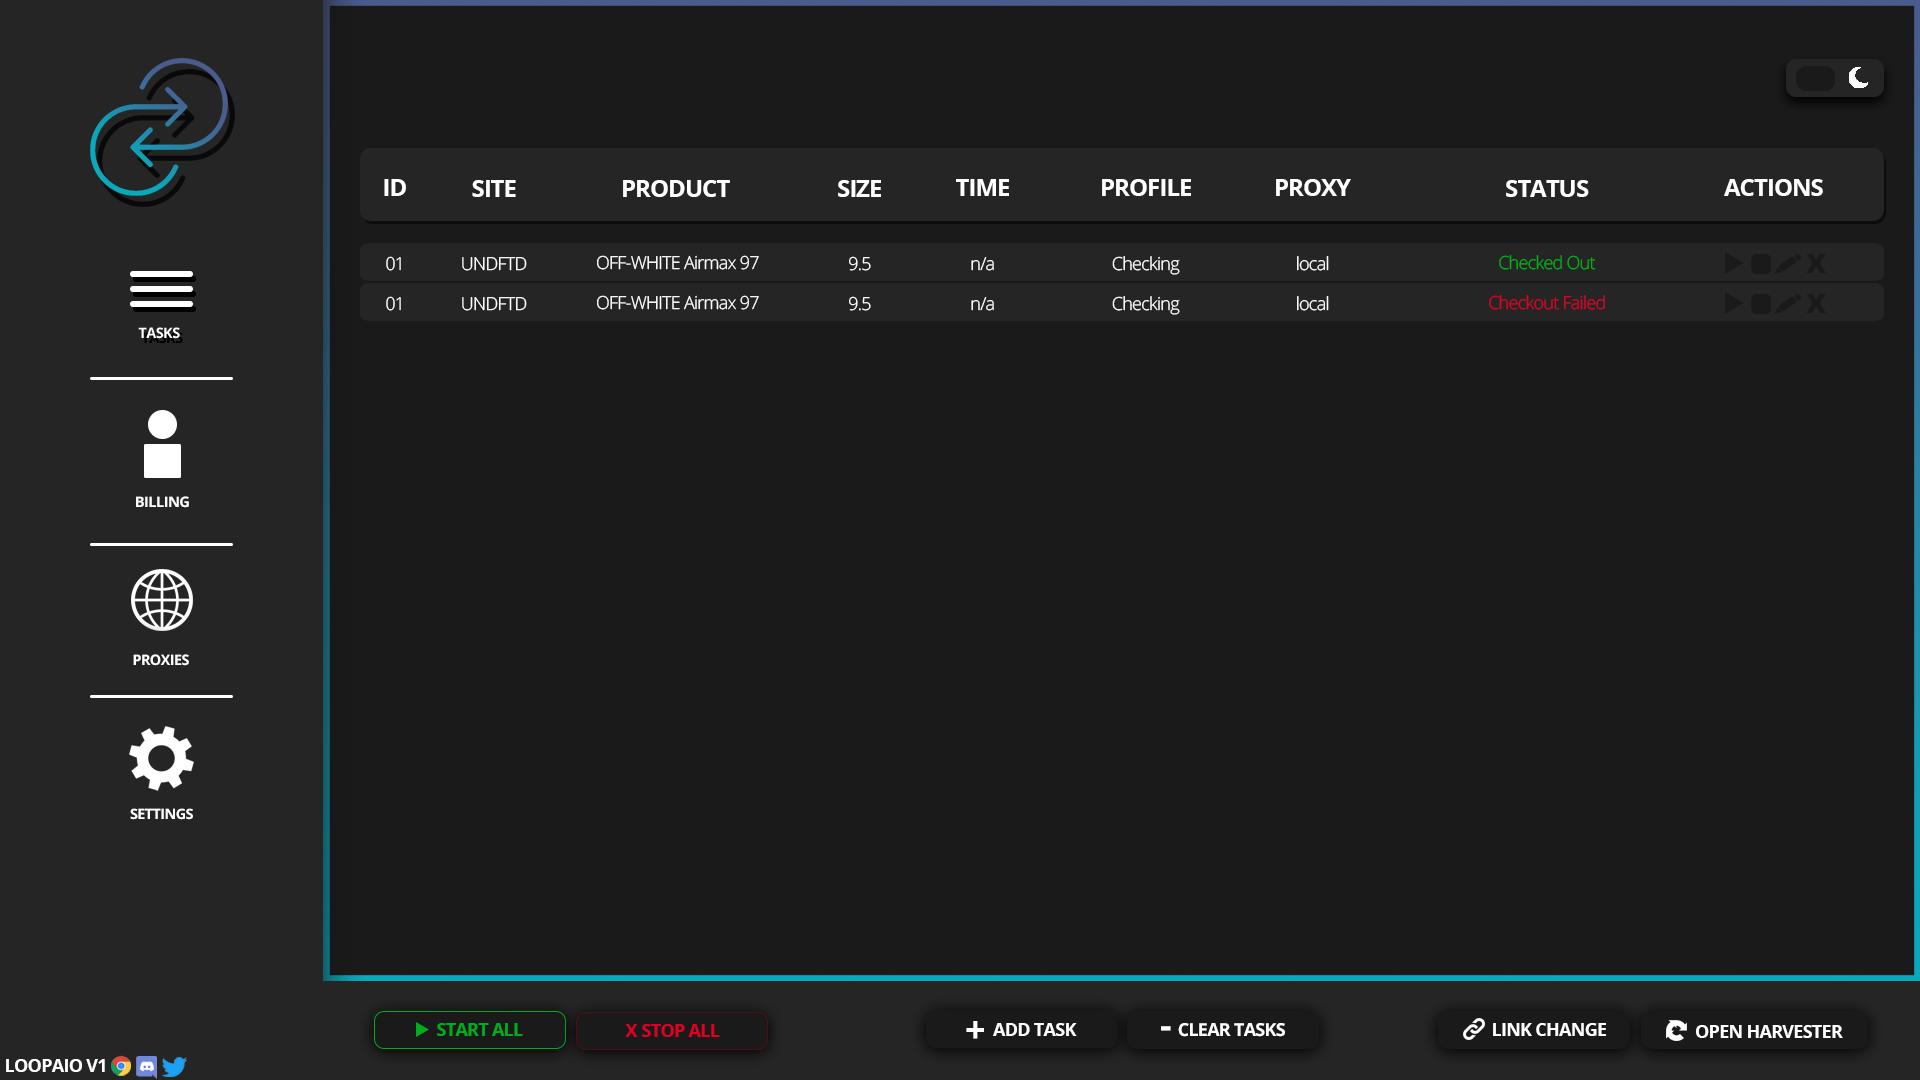 ID SITE PRODUCT SIZE TIME PROFILE PROXY STATUS ACTIONS
01 UNDFTD OFF-WHITE Airmax 97 9.5 n/a Checking local Checked Out X
01 UNDFTD OFF-WHITE Airmax 97 9.5 n/a Checking local Checkout Failed X
TASKS
BILLING
PROXIES
SETTINGS
START ALL X STOP ALL + ADD TASK - CLEAR TASKS LINK CHANGE OPEN HARVESTER
LOOPAIO V1